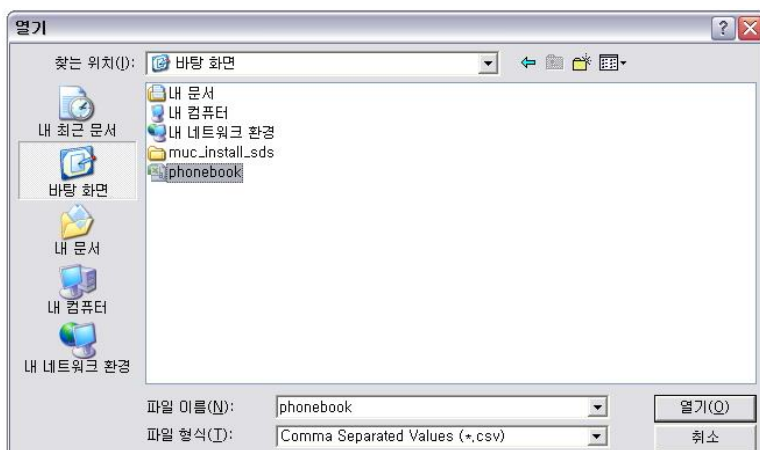 열기
찾는 위치(I): 바탕 화면
내 최근 문서
바탕 화면
내 문서
내 컴퓨터
내 네트워크 환경
내 문서
내 컴퓨터
내 네트워크 환경
muc_install_sds
phonebook
파일 이름(N): phonebook 열기(O)
파일 형식(T): Comma Separated Values (*,csv) 취소